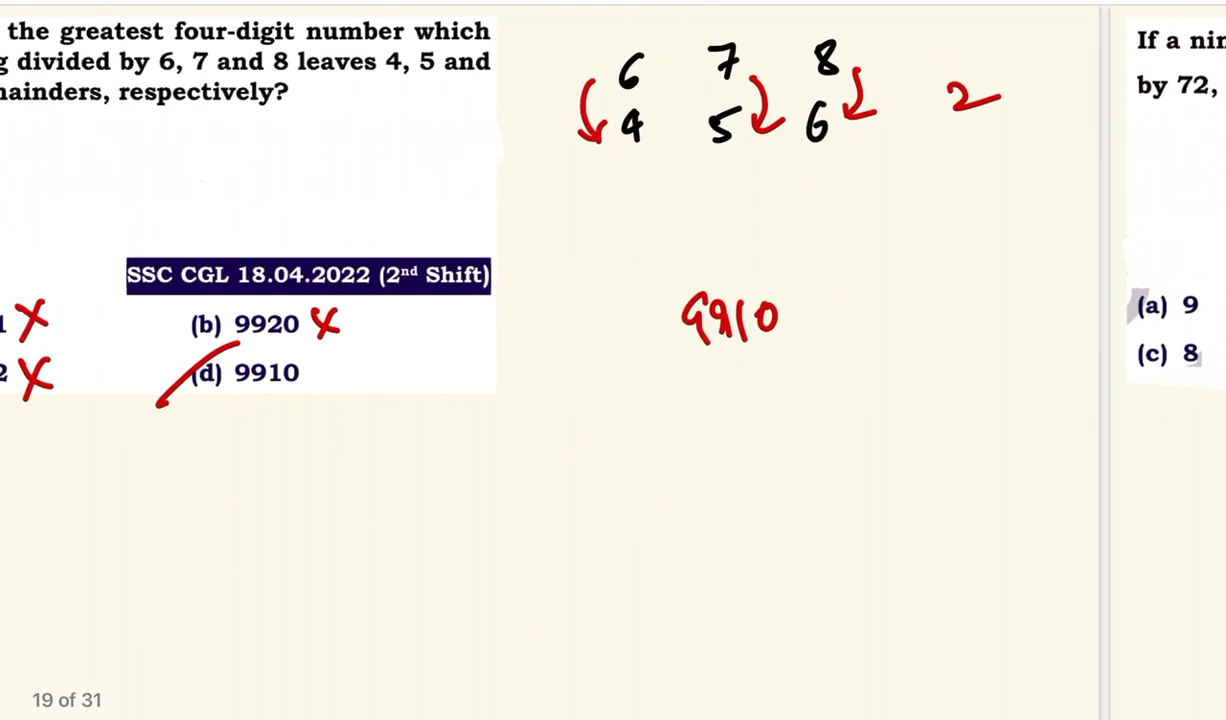 the greatest four-digit number which
g divided by 6, 7 and 8 leaves 4, 5 and
nainders, respectively?
SSC CGL 18.04.2022 (2nd Shift)
1 X (b) 9920 X
2 X (d) 9910
6 7 8
4 5 6 2
9910
If a nin
by 72,
(a) 9
(c) 8
19 of 31